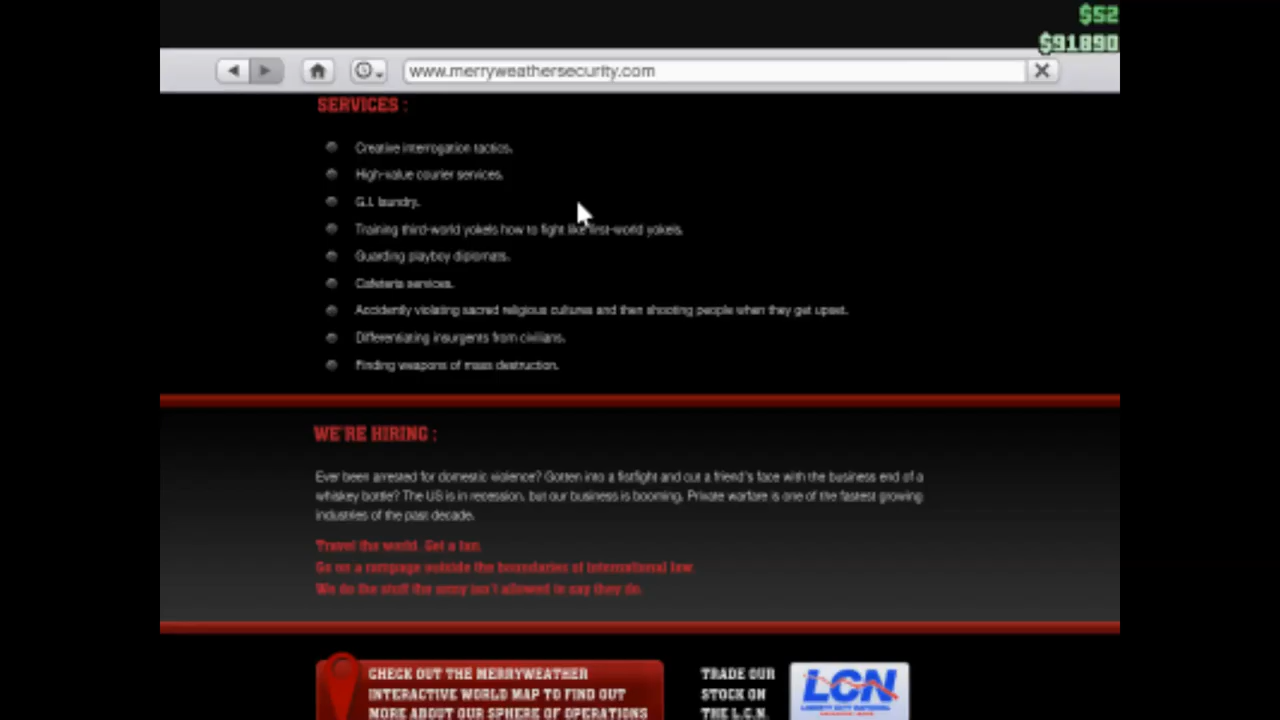 $52
$91890
www.merryweathersecurity.com
SERVICES :
Creative interrogation tactics.
High-value courier services.
G.I. laundry.
Training third-world yokels how to fight like first-world yokels.
Guarding playboy diplomats.
Cafeteria services.
Accidently violating sacred religious cultures and then shooting people when they get upset.
Differentiating insurgents from civilians.
Finding weapons of mass destruction.
WE'RE HIRING :
Ever been arrested for domestic violence? Gotten into a fistfight and cut a friend's face with the business end of a
whiskey bottle? The US is in recession, but our business is booming. Private warfare is one of the fastest growing
industries of the past decade.
Travel the world. Get a tan.
Go on a rampage outside the boundaries of international law.
We do the stuff the army isn't allowed to say they do.
CHECK OUT THE MERRYWEATHER
INTERACTIVE WORLD MAP TO FIND OUT
MORE ABOUT OUR SPHERE OF OPERATIONS
TRADE OUR
STOCK ON
THE L.C.N.
LCN